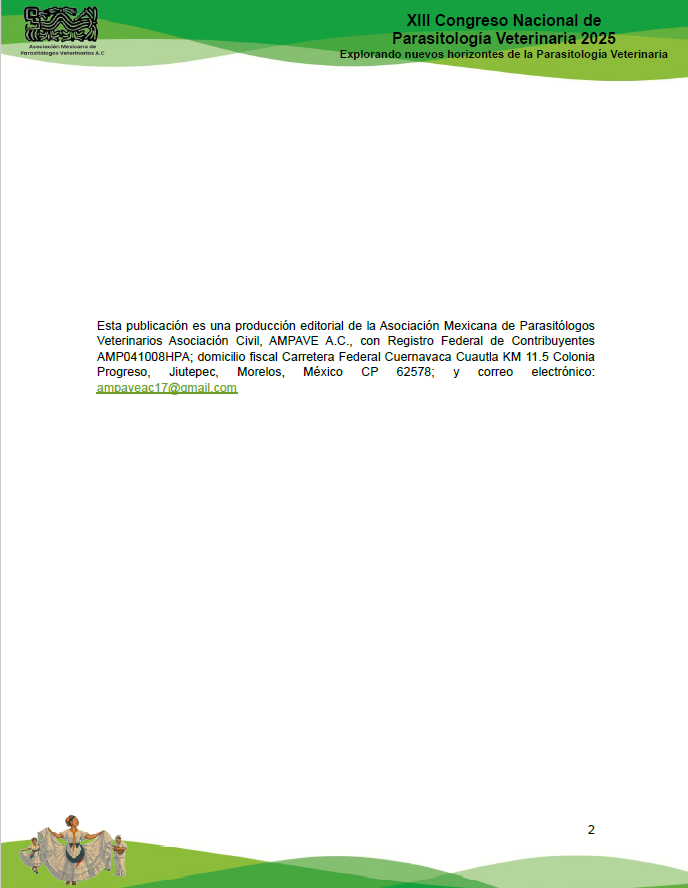 Asociación Mexicana de
Parasitólogos Veterinarios A.C
XIII Congreso Nacional de
Parasitología Veterinaria 2025
Explorando nuevos horizontes de la Parasitología Veterinaria
Esta publicación es una producción editorial de la Asociación Mexicana de Parasitólogos
Veterinarios Asociación Civil, AMPAVE A.C., con Registro Federal de Contribuyentes
AMP041008HPA; domicilio fiscal Carretera Federal Cuernavaca Cuautla KM 11.5 Colonia
Progreso, Jiutepec, Morelos, México CP 62578; y correo electrónico:
ampaveac17@gmail.com
2